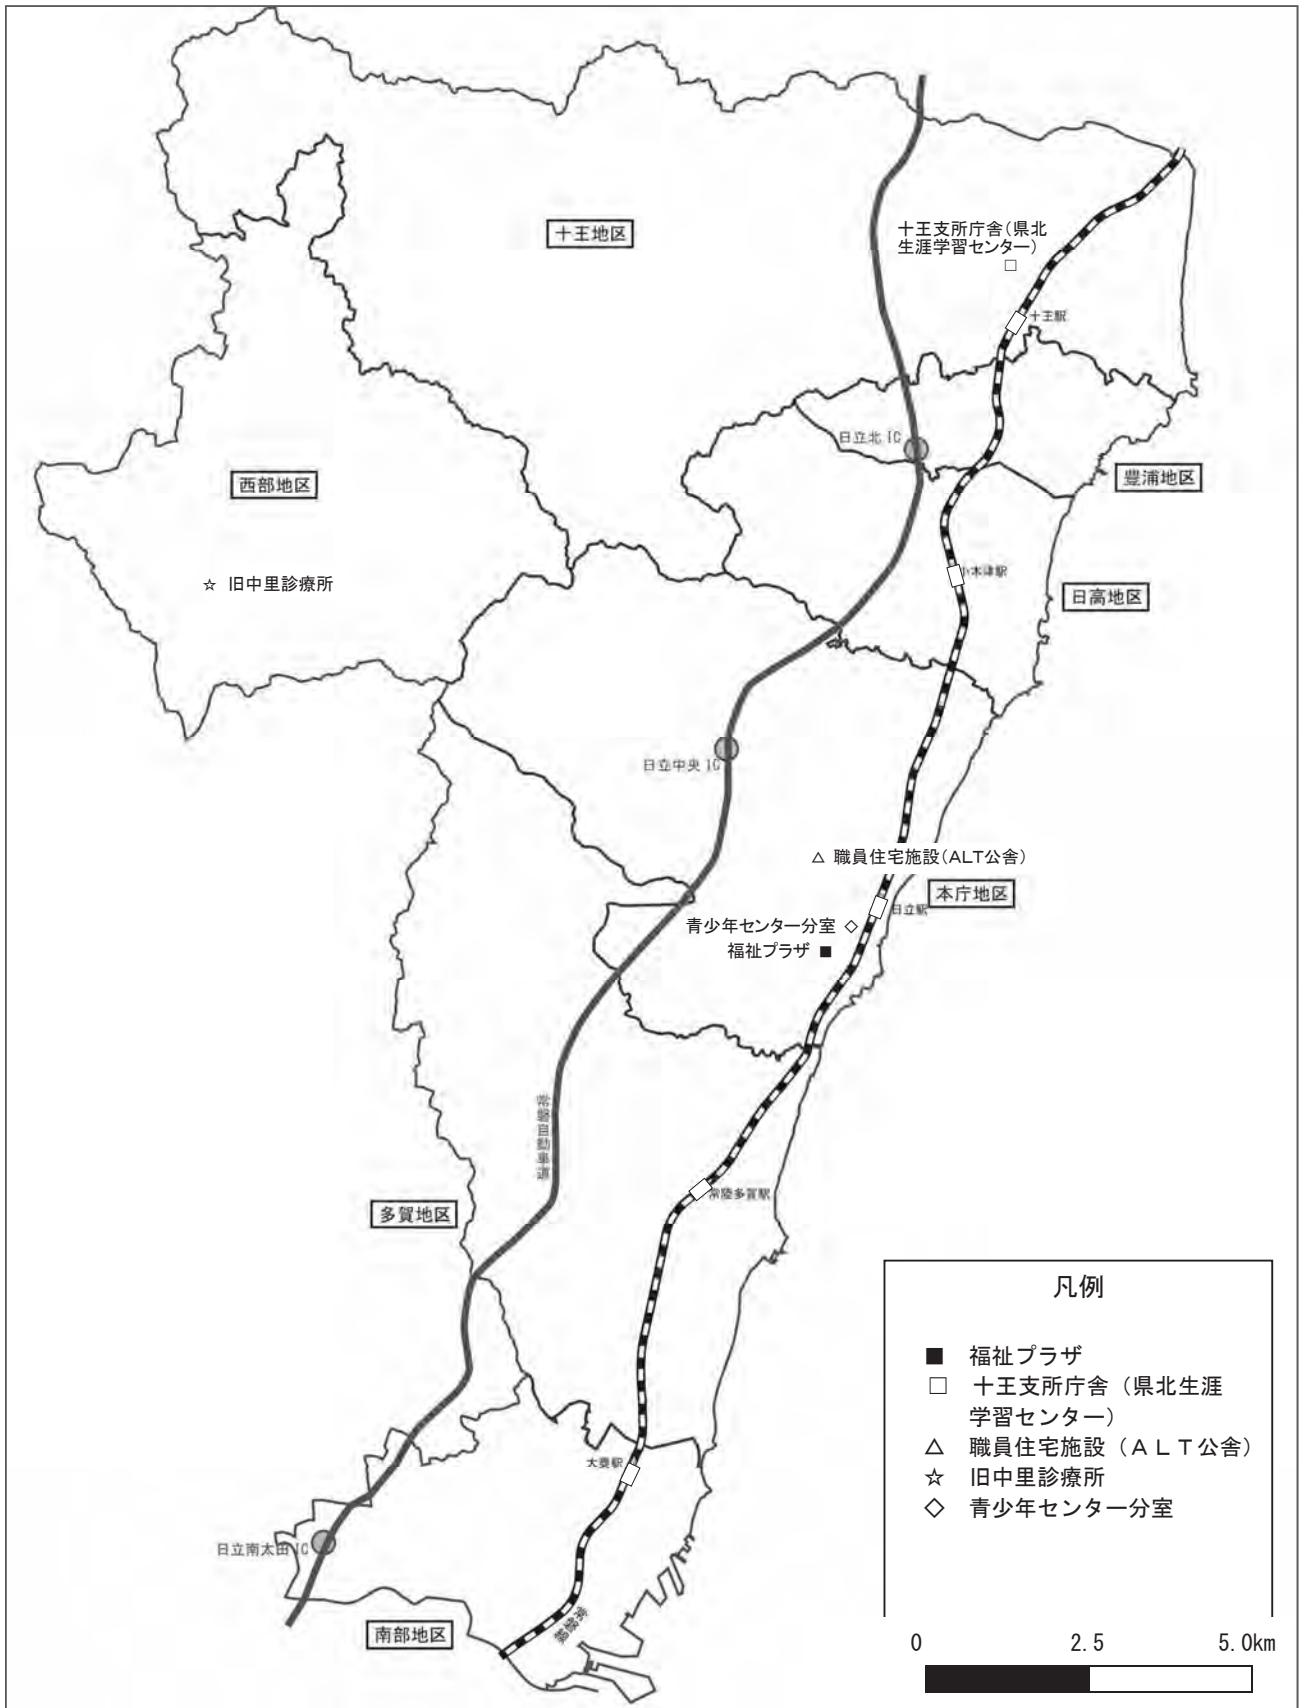 十王地区
十王支所庁舎(県北
生涯学習センター)
□
十王駅
日立北IC
西部地区
豊浦地区
☆ 旧中里診療所
小木津駅
日高地区
日立中央IC
△ 職員住宅施設(ALT公舎)
本庁地区
日立駅
青少年センター分室 ◇
福祉プラザ ■
常磐自動車道
常陸多賀駅
多賀地区
大甕駅
日立南太田IC
常磐線
南部地区
凡例
■ 福祉プラザ
□ 十王支所庁舎（県北生涯
学習センター）
△ 職員住宅施設（ＡＬＴ公舎）
☆ 旧中里診療所
◇ 青少年センター分室
0 2.5 5.0km